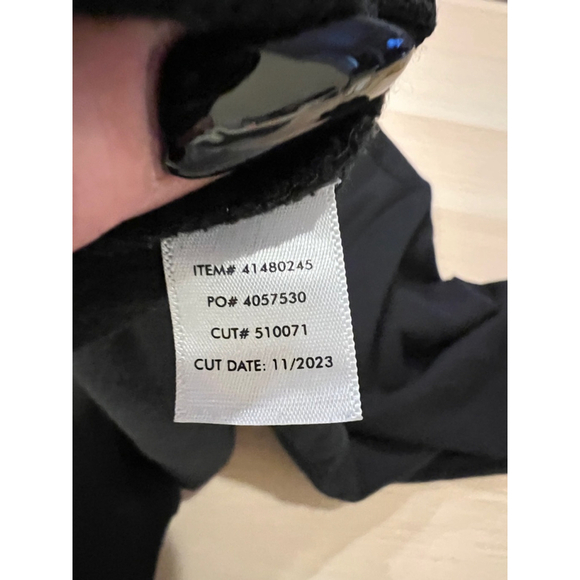 ITEM# 41480245
PO# 4057530
CUT# 510071
CUT DATE: 11/2023